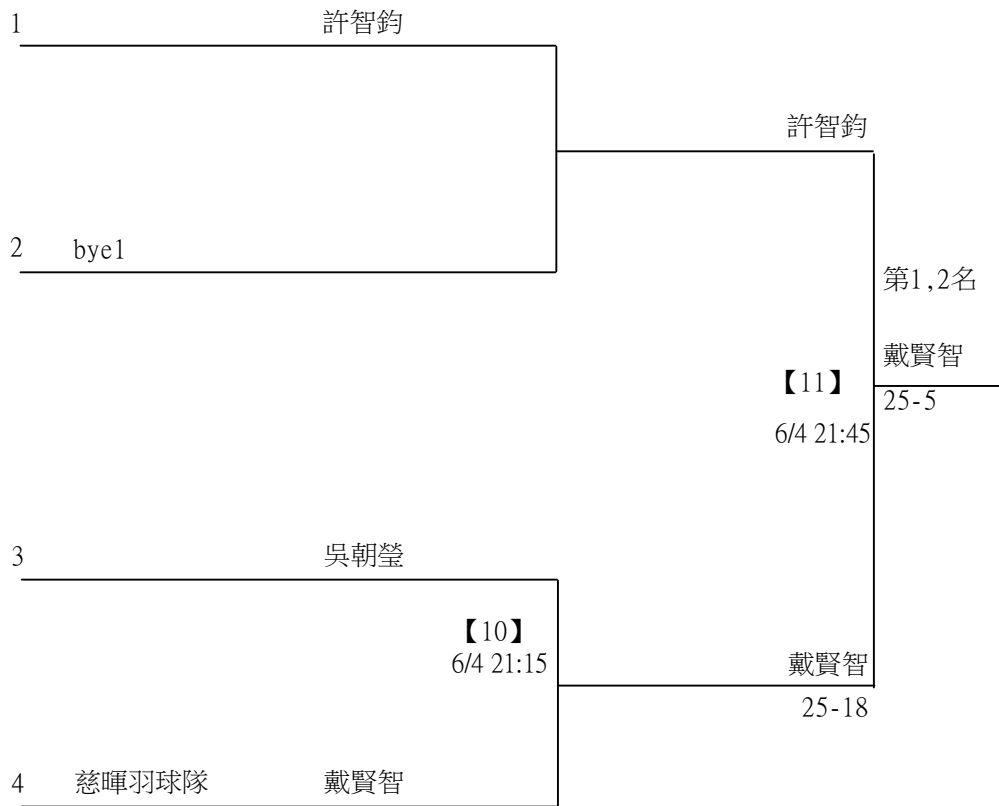 1 許智鈞
許智鈞
2 bye1
第1,2名
戴賢智
【11】
25-5
6/4 21:45
3 吳朝瑩
【10】
6/4 21:15
戴賢智
25-18
4 慈暉羽球隊 戴賢智